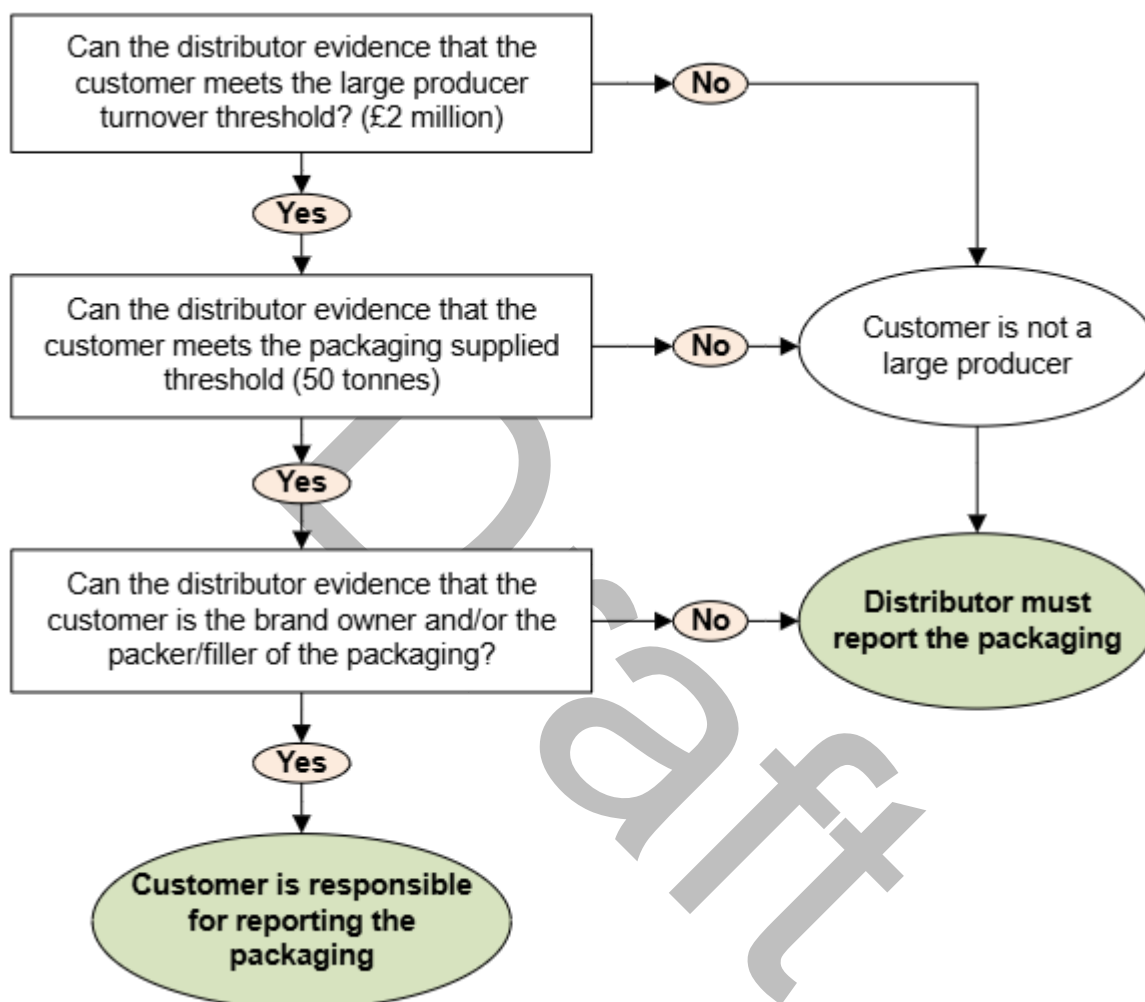 Can the distributor evidence that the
customer meets the large producer
turnover threshold? (£2 million)
No
Yes
Can the distributor evidence that the
customer meets the packaging supplied
threshold (50 tonnes)
No
Customer is not a
large producer
Yes
Can the distributor evidence that the
customer is the brand owner and/or the
packer/filler of the packaging?
No
Distributor must
report the packaging
Yes
Customer is responsible
for reporting the
packaging
Draft